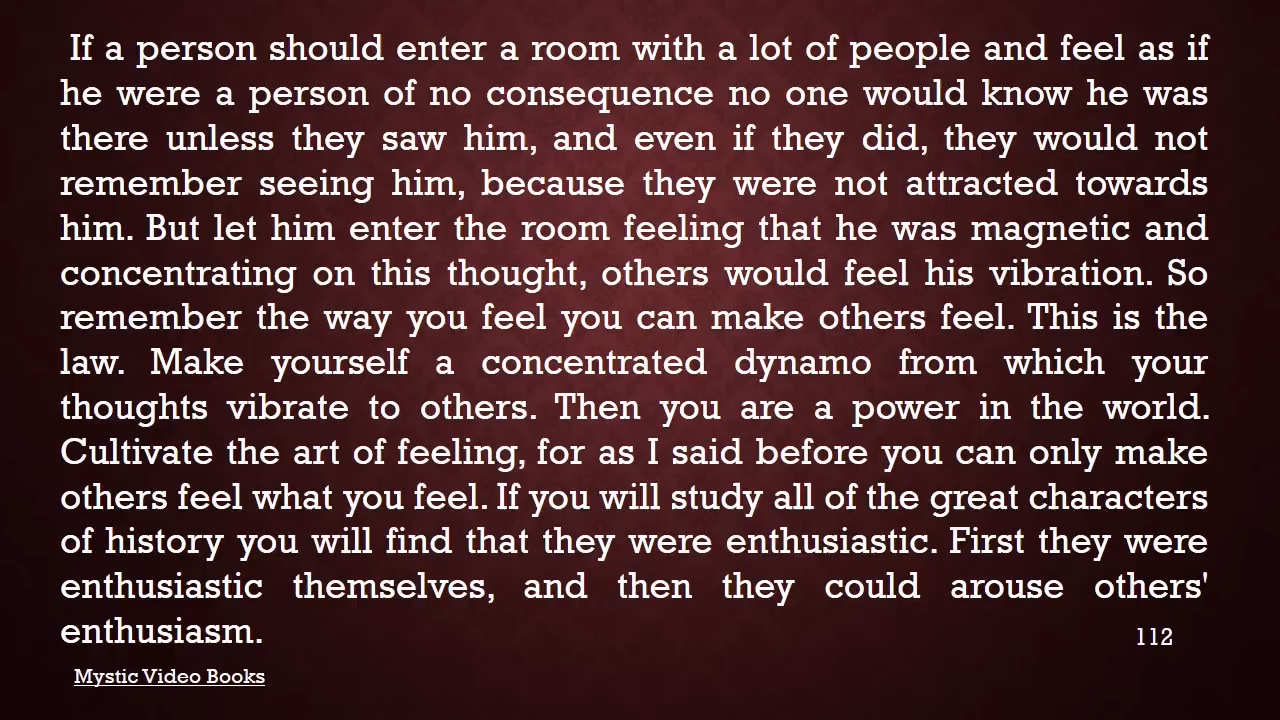 If a person should enter a room with a lot of people and feel as if
he were a person of no consequence no one would know he was
there unless they saw him, and even if they did, they would not
remember seeing him, because they were not attracted towards
him. But let him enter the room feeling that he was magnetic and
concentrating on this thought, others would feel his vibration. So
remember the way you feel you can make others feel. This is the
law. Make yourself a concentrated dynamo from which your
thoughts vibrate to others. Then you are a power in the world.
Cultivate the art of feeling, for as I said before you can only make
others feel what you feel. If you will study all of the great characters
of history you will find that they were enthusiastic. First they were
enthusiastic themselves, and then they could arouse others'
enthusiasm.
112
Mystic Video Books